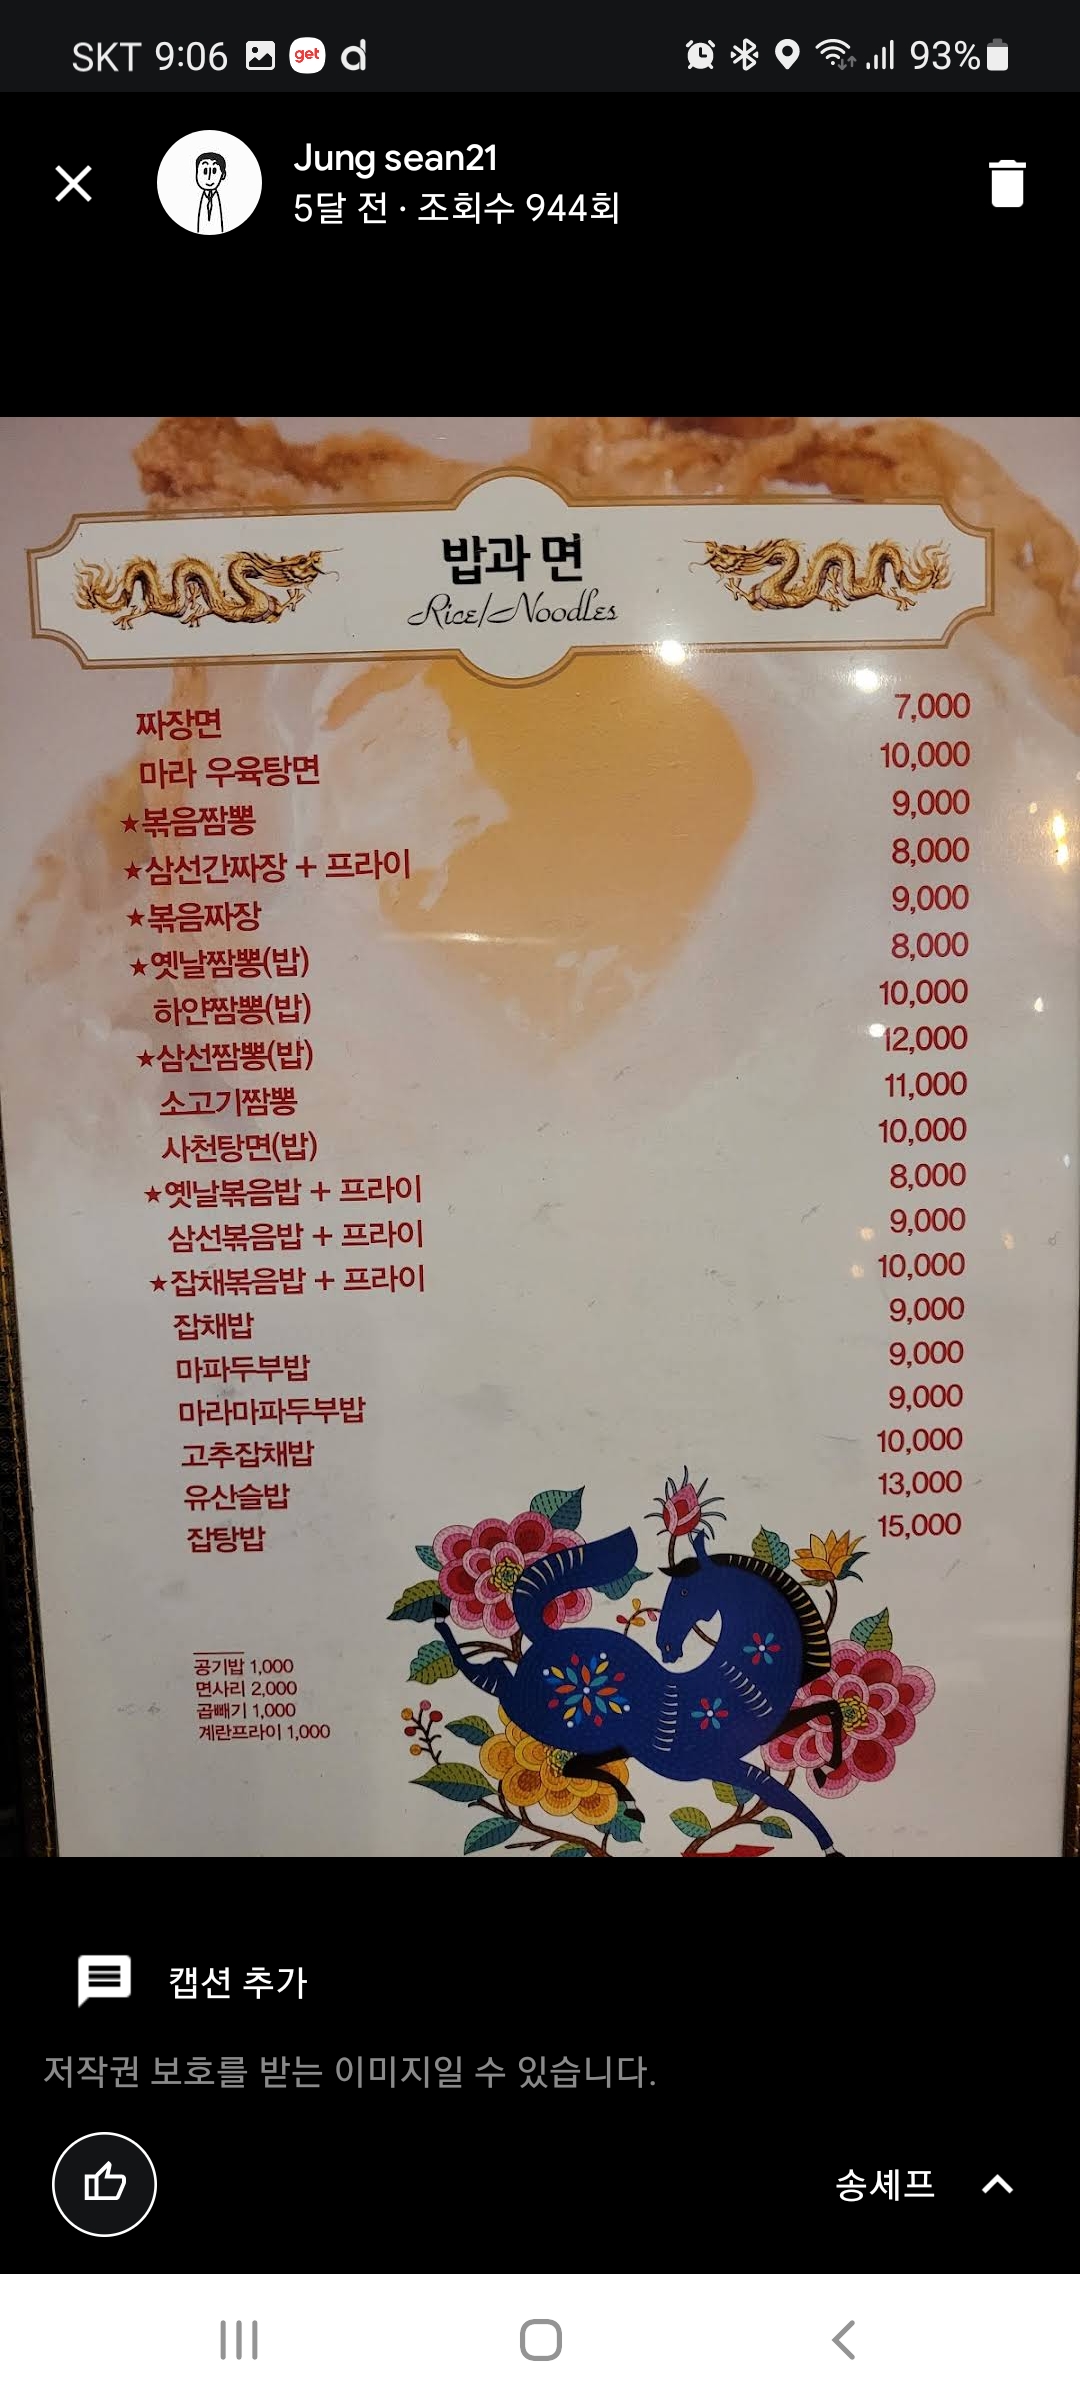 SKT 9:06 get d 93%
Jung sean21
5달 전 · 조회수 944회
밥과 면
Rice/Noodles
짜장면 7,000
마라 우육탕면 10,000
★볶음짬뽕 9,000
★삼선간짜장 + 프라이 8,000
★볶음짜장 9,000
★옛날짬뽕(밥) 8,000
하얀짬뽕(밥) 10,000
★삼선짬뽕(밥) 12,000
소고기짬뽕 11,000
사천탕면(밥) 10,000
★옛날볶음밥 + 프라이 8,000
삼선볶음밥 + 프라이 9,000
★잡채볶음밥 + 프라이 10,000
잡채밥 9,000
마파두부밥 9,000
마라마파두부밥 9,000
고추잡채밥 10,000
유산슬밥 13,000
잡탕밥 15,000
공기밥 1,000
면사리 2,000
곱빼기 1,000
계란프라이 1,000
캡션 추가
저작권 보호를 받는 이미지일 수 있습니다.
송셰프